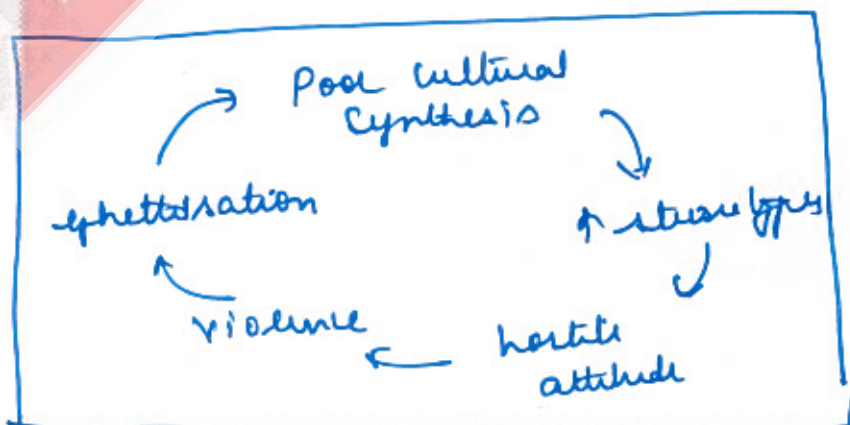 Poor Cultural
Synthesis
↑ stereotypes
hostile
attitude
violence
ghettoisation